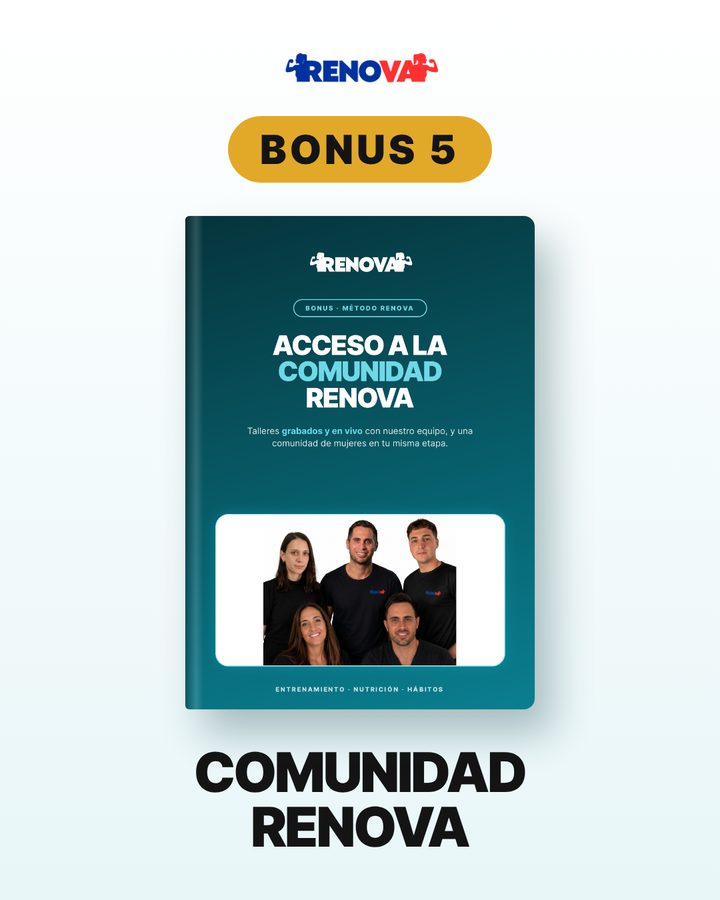 RENOVA
BONUS 5
RENOVA
BONUS · MÉTODO RENOVA
ACCESO A LA
COMUNIDAD
RENOVA
Talleres grabados y en vivo con nuestro equipo, y una
comunidad de mujeres en tu misma etapa.
RENOVA
ENTRENAMIENTO · NUTRICIÓN · HÁBITOS
COMUNIDAD
RENOVA